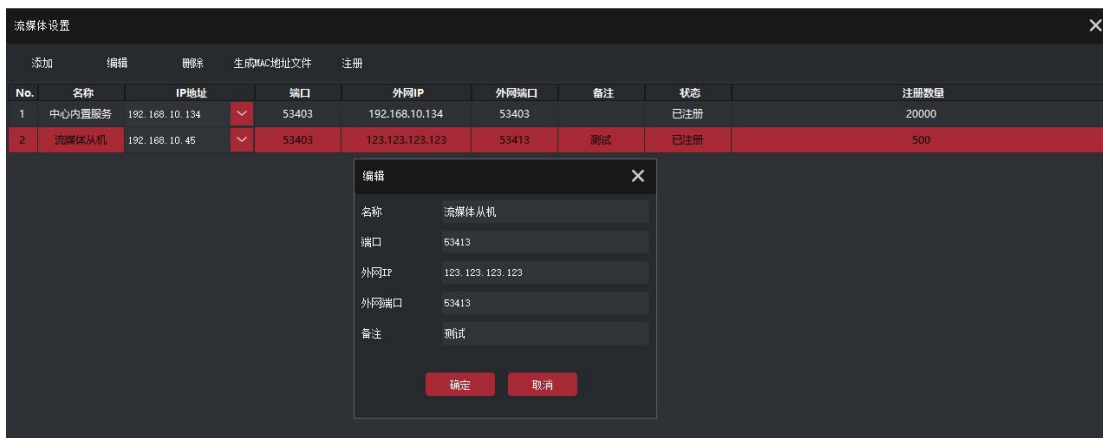 流媒体设置
添加 编辑 删除 生成MAC地址文件 注册
No. 名称 IP地址 端口 外网IP 外网端口 备注 状态 注册数量
1 中心内置服务 192.168.10.134 53403 192.168.10.134 53403 已注册 20000
2 流媒体从机 192.168.10.45 53403 123.123.123.123 53413 测试 已注册 500
编辑
名称 流媒体从机
端口 53413
外网IP 123.123.123.123
外网端口 53413
备注 测试
确定 取消